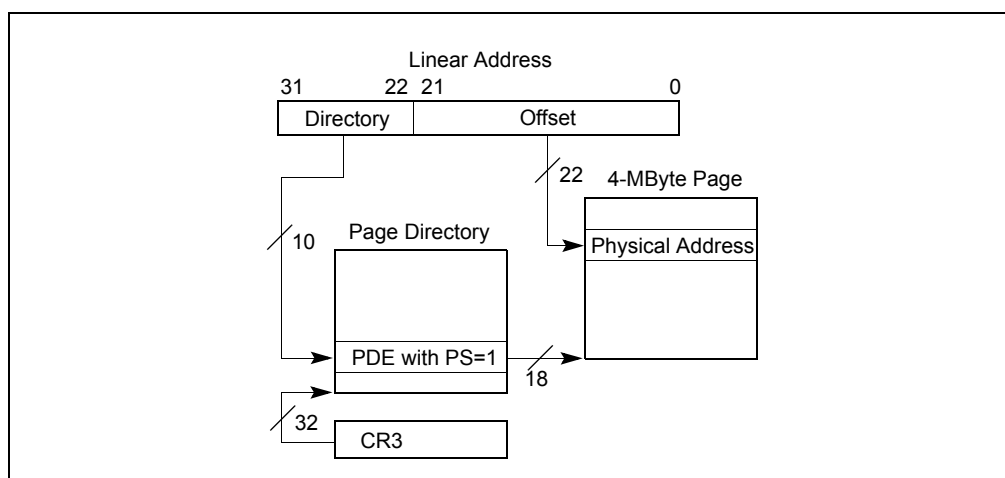 Linear Address
31 22 21 0
Directory Offset
22 4-MByte Page
10 Page Directory Physical Address
PDE with PS=1
18
32
CR3